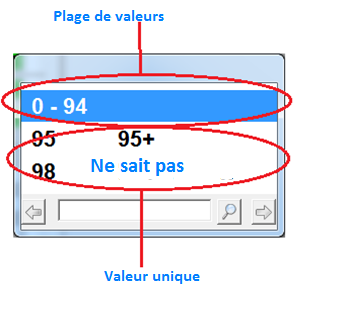 Plage de valeurs
0 - 94
95 95+
98 Ne sait pas
Valeur unique